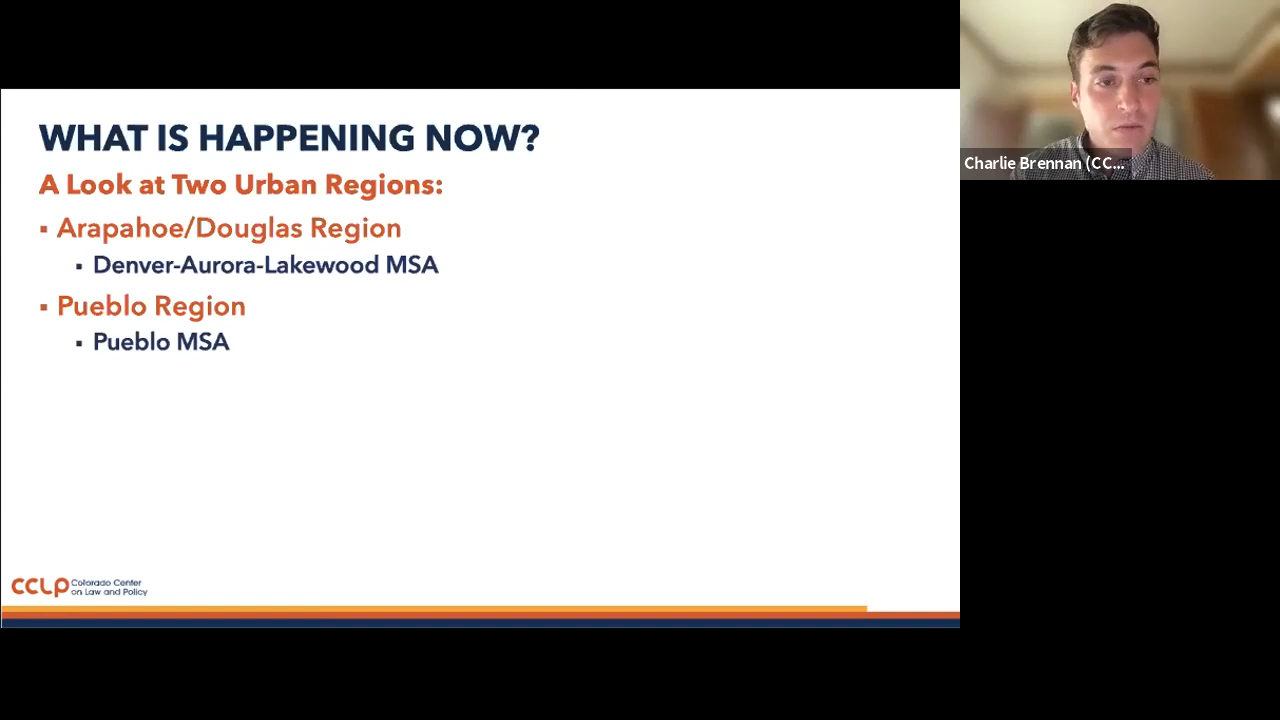 WHAT IS HAPPENING NOW?
A Look at Two Urban Regions:
▪ Arapahoe/Douglas Region
▪ Denver-Aurora-Lakewood MSA
▪ Pueblo Region
▪ Pueblo MSA
CCLP Colorado Center
on Law and Policy
Charlie Brennan (CC...